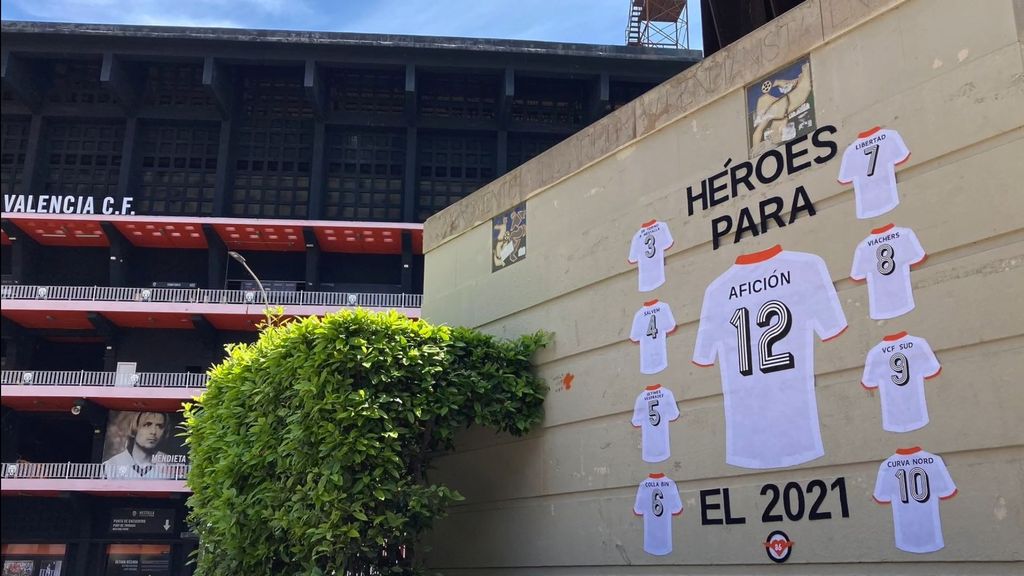 VALENCIA C.F.
MENDIETA
MESTALLA
HÉROES
PARA
AFICIÓN
12
EL 2021
3
SALVEM
4
5
COLLA BIN
6
LIBERTAD
7
VIACHERS
8
VCF SUD
9
CURVA NORD
10